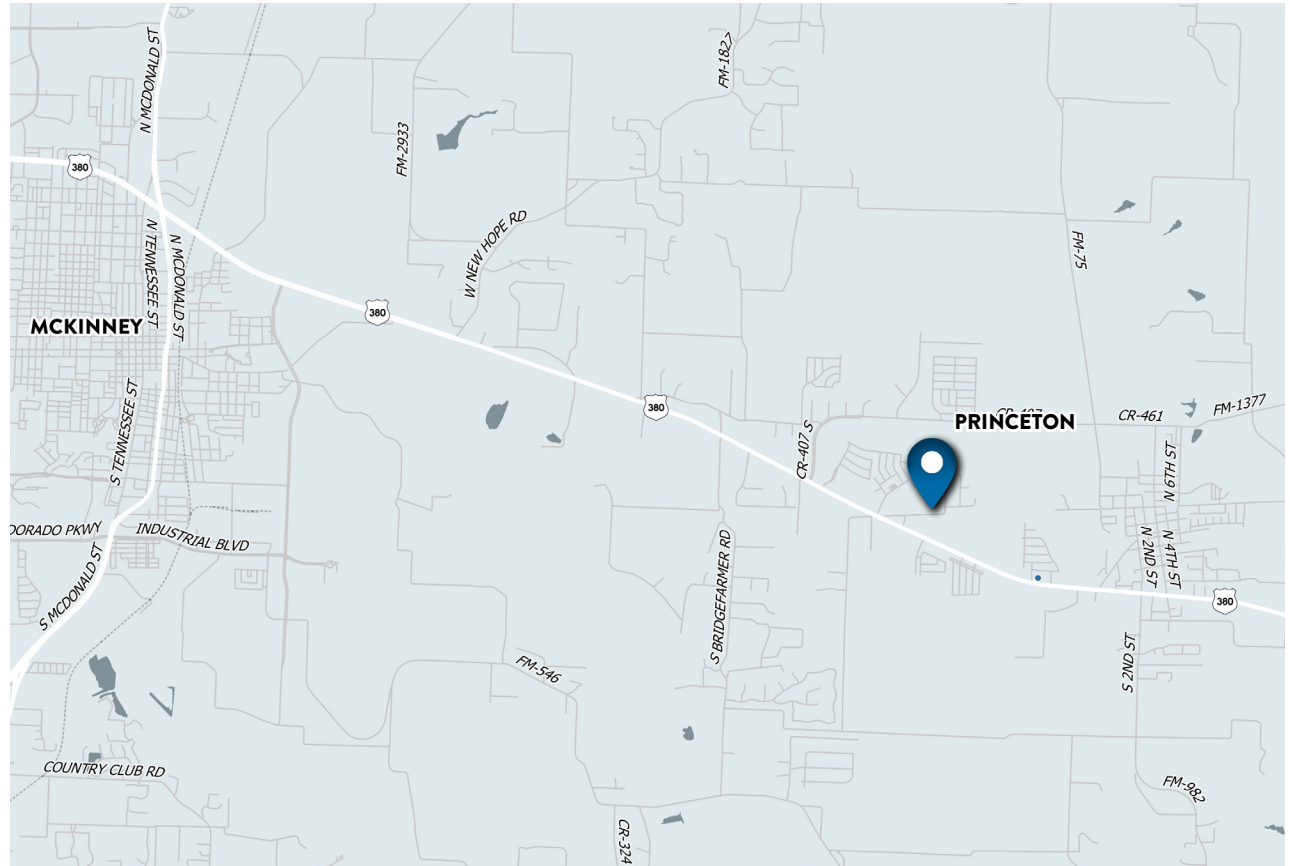 N MCDONALD ST
FM-182
FM-2933
380
N TENNESSEE ST
N MCDONALD ST
W NEW HOPE RD
FM-75
380
MCKINNEY
S TENNESSEE ST
380
CR-461
FM-1377
PRINCETON
CR-407 S
N 6TH ST
DORADO PKWY
INDUSTRIAL BLVD
N 2ND ST
N 4TH ST
S MCDONALD ST
S BRIDGEFARMER RD
380
FM-546
S 2ND ST
COUNTRY CLUB RD
FM-982
CR-324